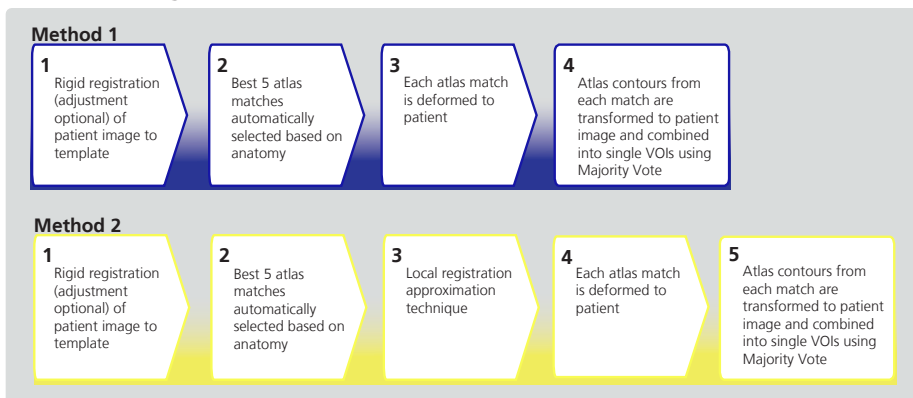 Method 1
1
Rigid registration
(adjustment
optional) of
patient image to
template
2
Best 5 atlas
matches
automatically
selected based on
anatomy
3
Each atlas match
is deformed to
patient
4
Atlas contours from
each match are
transformed to patient
image and combined
into single VOIs using
Majority Vote
Method 2
1
Rigid registration
(adjustment
optional) of
patient image to
template
2
Best 5 atlas
matches
automatically
selected based on
anatomy
3
Local registration
approximation
technique
4
Each atlas match
is deformed to
patient
5
Atlas contours from
each match are
transformed to patient
image and combined
into single VOIs using
Majority Vote